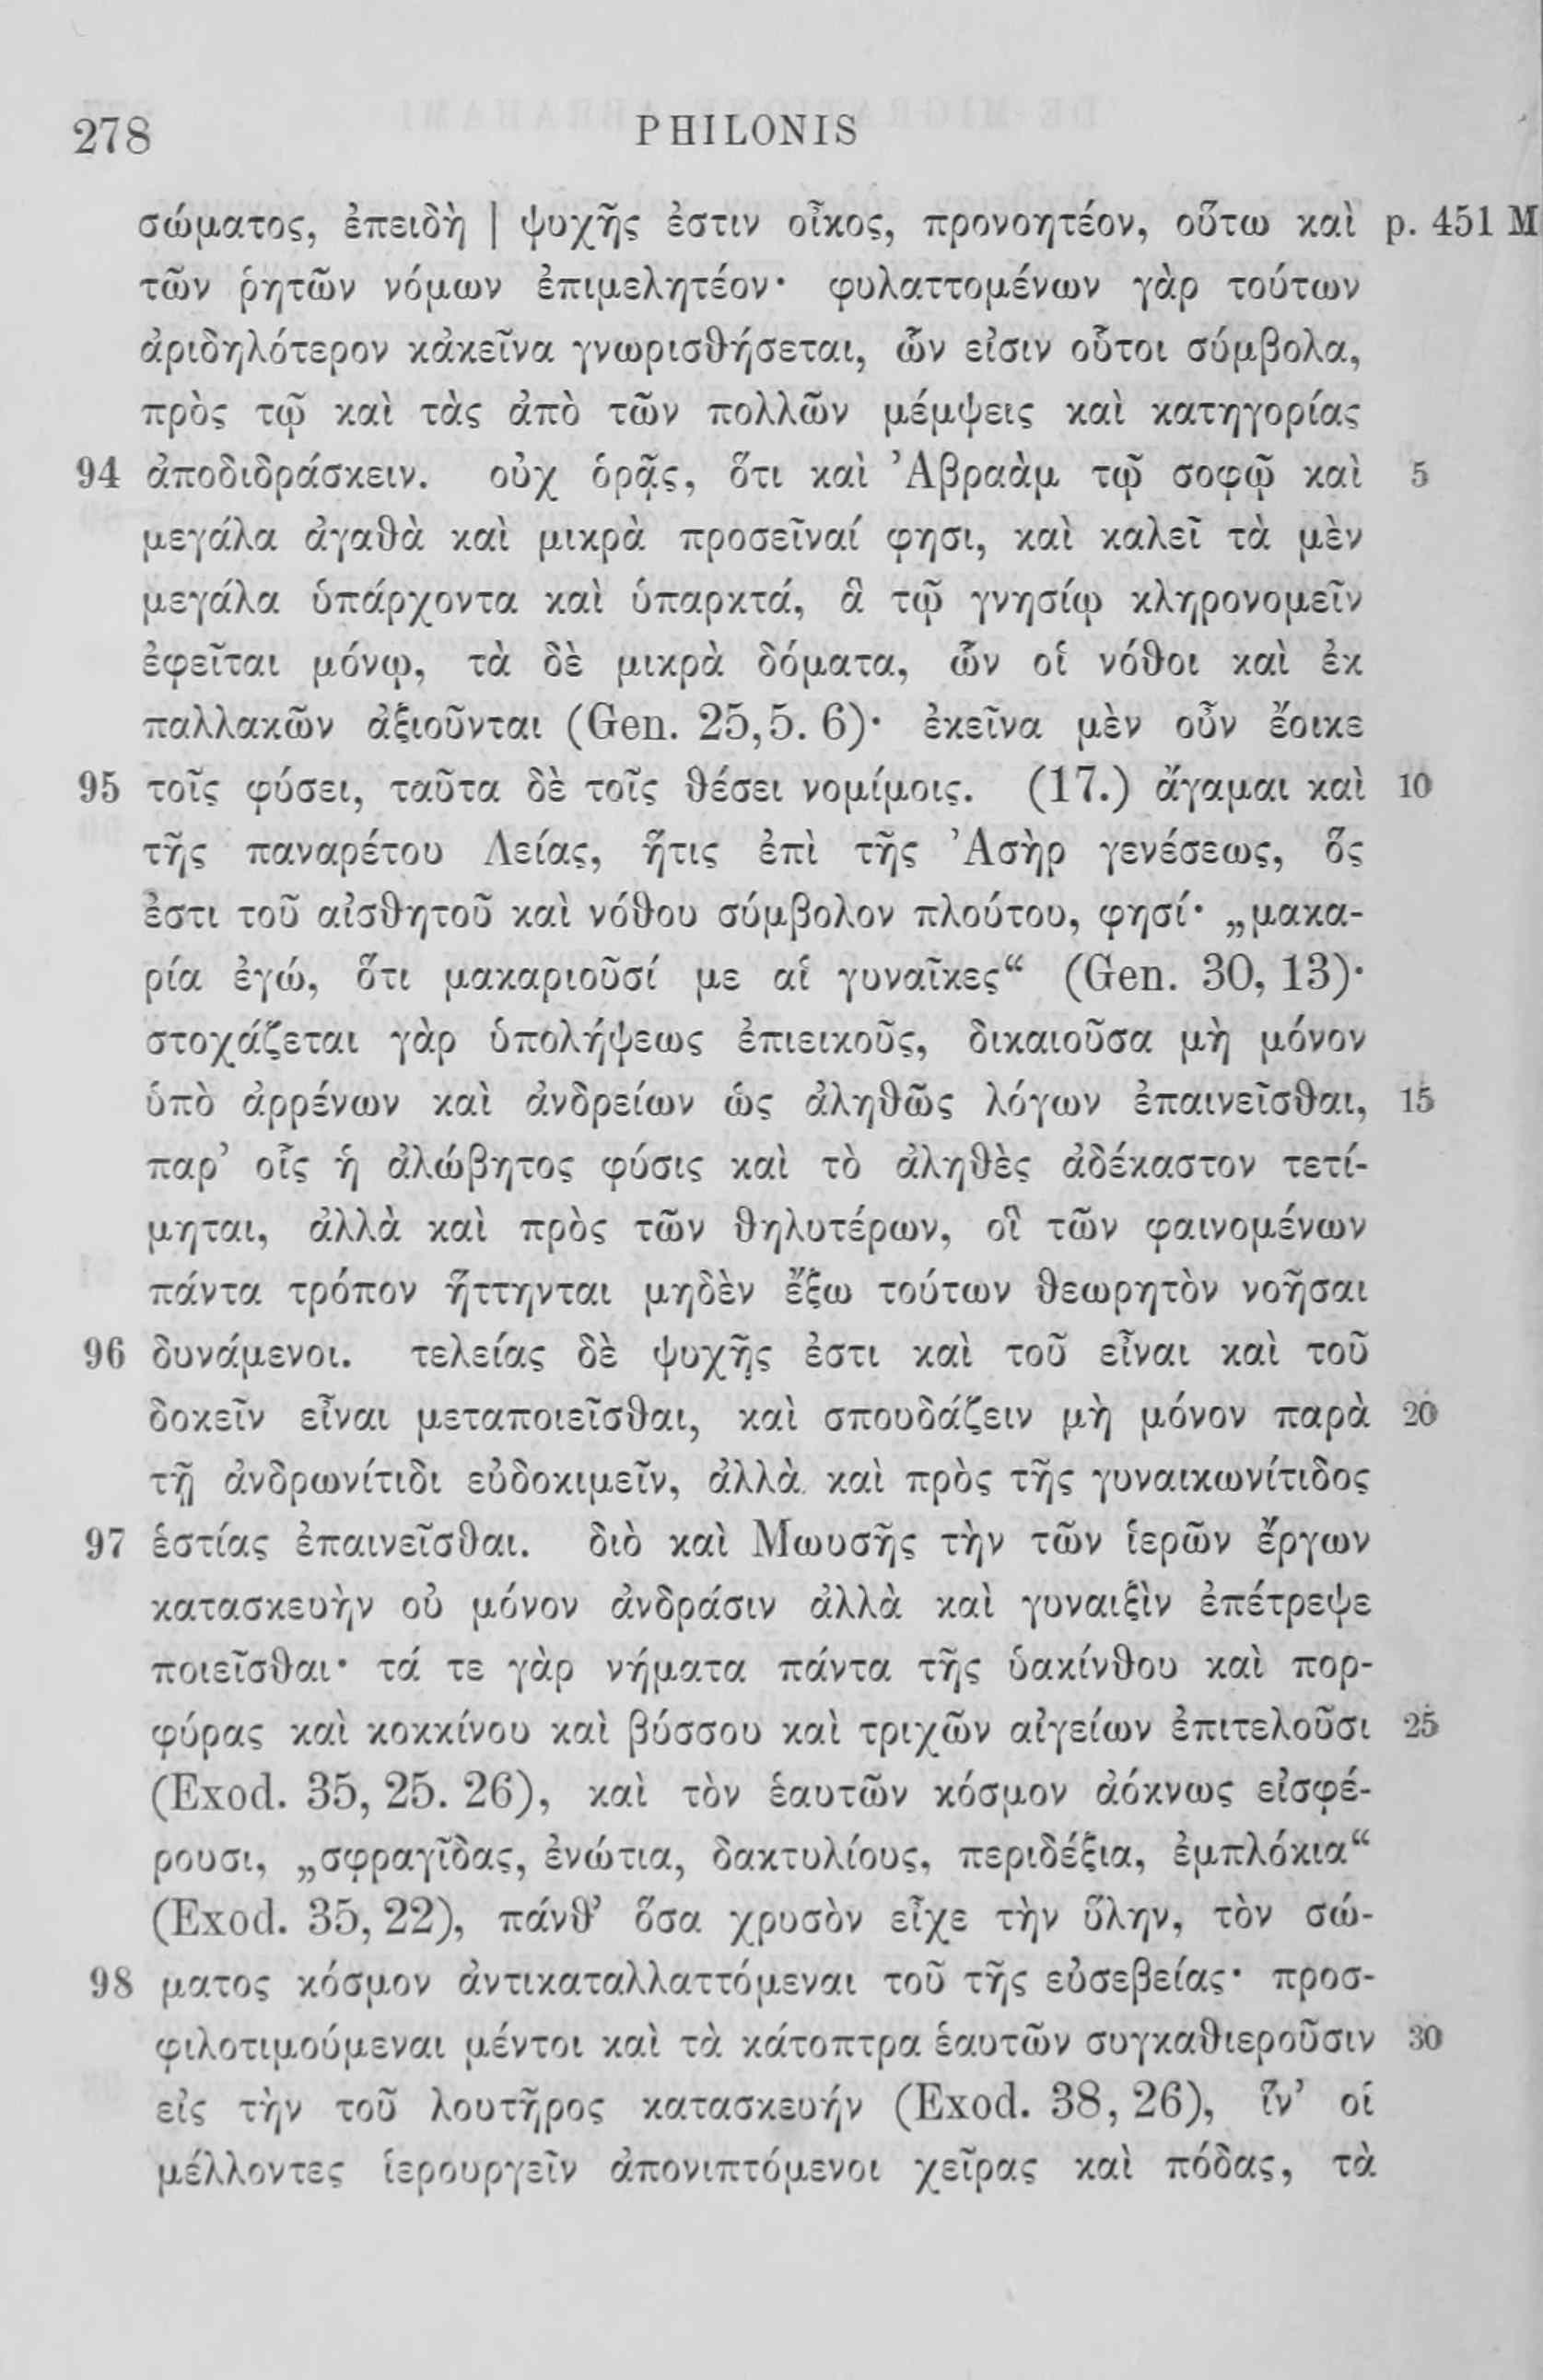 278 PHILONIS
σώματος, ἐπειδὴ | ψυχῆς ἐστιν οἶκος, προνοητέον, οὕτω καὶ p. 451 M
τῶν ῥητῶν νόμων ἐπιμελητέον· φυλαττομένων γὰρ τούτων
ἀριδηλότερον κἀκεῖνα γνωρισθήσεται, ὧν εἰσιν οὗτοι σύμβολα,
πρὸς τῷ καὶ τὰς ἀπὸ τῶν πολλῶν μέμψεις καὶ κατηγορίας
94 ἀποδιδράσκειν. οὐχ ὁρᾷς, ὅτι καὶ Ἀβραὰμ τῷ σοφῷ καὶ 5
μεγάλα ἀγαθὰ καὶ μικρὰ προσεῖναί φησι, καὶ καλεῖ τὰ μὲν
μεγάλα ὑπάρχοντα καὶ ὑπαρκτά, ἃ τῷ γνησίῳ κληρονομεῖν
ἐφεῖται μόνῳ, τὰ δὲ μικρὰ δόματα, ὧν οἱ νόθοι καὶ ἐκ
παλλακῶν ἀξιοῦνται (Gen. 25,5. 6)· ἐκεῖνα μὲν οὖν ἔοικε
95 τοῖς φύσει, ταῦτα δὲ τοῖς θέσει νομίμοις. (17.) ἄγαμαι καὶ 10
τῆς παναρέτου Λείας, ἥτις ἐπὶ τῆς Ἀσὴρ γενέσεως, ὅς
ἐστι τοῦ αἰσθητοῦ καὶ νόθου σύμβολον πλούτου, φησί· „μακα-
ρία ἐγώ, ὅτι μακαριοῦσί με αἱ γυναῖκες“ (Gen. 30, 13)·
στοχάζεται γὰρ ὑπολήψεως ἐπιεικοῦς, δικαιοῦσα μὴ μόνον
ὑπὸ ἀρρένων καὶ ἀνδρείων ὡς ἀληθῶς λόγων ἐπαινεῖσθαι, 15
παρ’ οἷς ἡ ἀλώβητος φύσις καὶ τὸ ἀληθὲς ἀδέκαστον τετί-
μηται, ἀλλὰ καὶ πρὸς τῶν θηλυτέρων, οἳ τῶν φαινομένων
πάντα τρόπον ἥττηνται μηδὲν ἔξω τούτων θεωρητὸν νοῆσαι
96 δυνάμενοι. τελείας δὲ ψυχῆς ἐστι καὶ τοῦ εἶναι καὶ τοῦ
δοκεῖν εἶναι μεταποιεῖσθαι, καὶ σπουδάζειν μὴ μόνον παρὰ 20
τῇ ἀνδρωνίτιδι εὐδοκιμεῖν, ἀλλὰ καὶ πρὸς τῆς γυναικωνίτιδος
97 ἑστίας ἐπαινεῖσθαι. διὸ καὶ Μωυσῆς τὴν τῶν ἱερῶν ἔργων
κατασκευὴν οὐ μόνον ἀνδράσιν ἀλλὰ καὶ γυναιξὶν ἐπέτρεψε
ποιεῖσθαι· τά τε γὰρ νήματα πάντα τῆς ὑακίνθου καὶ πορ-
φύρας καὶ κοκκίνου καὶ βύσσου καὶ τριχῶν αἰγείων ἐπιτελοῦσι 25
(Exod. 35, 25. 26), καὶ τὸν ἑαυτῶν κόσμον ἀόκνως εἰσφέ-
ρουσι, „σφραγῖδας, ἐνώτια, δακτυλίους, περιδέξια, ἐμπλόκια“
(Exod. 35, 22), πάνθ’ ὅσα χρυσὸν εἶχε τὴν ὕλην, τὸν σώ-
98 ματος κόσμον ἀντικαταλλαττόμεναι τοῦ τῆς εὐσεβείας· προσ-
φιλοτιμούμεναι μέντοι καὶ τὰ κάτοπτρα ἑαυτῶν συγκαθιεροῦσιν 30
εἰς τὴν τοῦ λουτῆρος κατασκευήν (Exod. 38, 26), ἵν’ οἱ
μέλλοντες ἱερουργεῖν ἀπονιπτόμενοι χεῖρας καὶ πόδας, τὰ